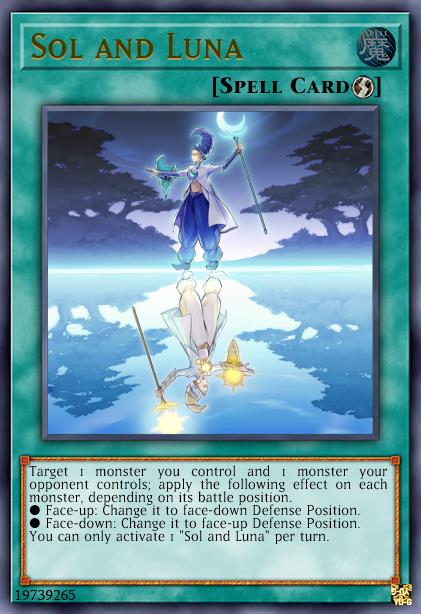 Sol and Luna
魔
[Spell Card]
Target 1 monster you control and 1 monster your
opponent controls; apply the following effect on each
monster, depending on its battle position.
● Face-up: Change it to face-down Defense Position.
● Face-down: Change it to face-up Defense Position.
You can only activate 1 "Sol and Luna" per turn.
19739265